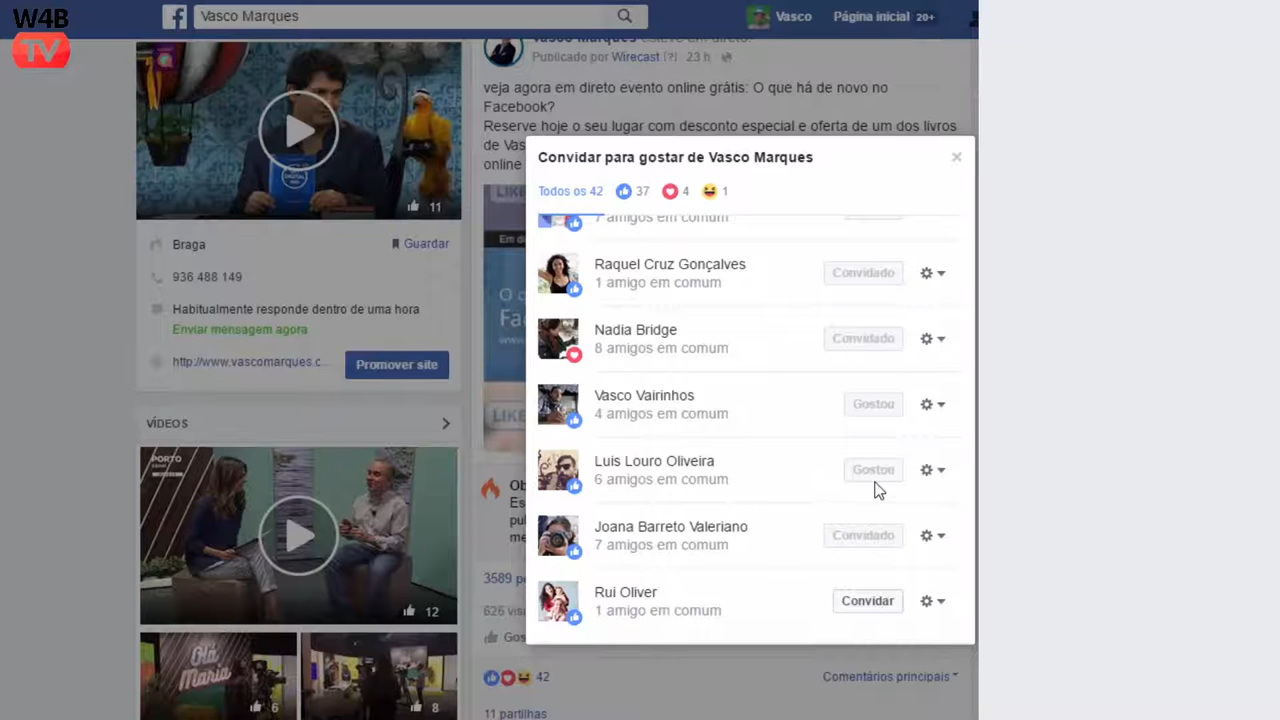 W4B
TV
Vasco Marques
Vasco
Página inicial 20+
Vasco Marques esteve em direto.
Publicado por Wirecast [?] 23 h
veja agora em direto evento online grátis: O que há de novo no
Facebook?
Reserve hoje o seu lugar com desconto especial e oferta de um dos livros
de Vas
online
11
Braga
Guardar
936 488 149
Habitualmente responde dentro de uma hora
Enviar mensagem agora
http://www.vascomarques.c...
Promover site
VÍDEOS
PORTO
12
Olá
Maria
6
8
LIKE
Em di
O q
Fa
www.
LIKE
Ob
Es
pul
me
3589 p
626 vis
Gos
42
Comentários principais
11 partilhas
Convidar para gostar de Vasco Marques
Todos os 42
37
4
1
7 amigos em comum
Raquel Cruz Gonçalves
1 amigo em comum
Convidado
Nadia Bridge
8 amigos em comum
Convidado
Vasco Vairinhos
4 amigos em comum
Gostou
Luis Louro Oliveira
6 amigos em comum
Gostou
Joana Barreto Valeriano
7 amigos em comum
Convidado
Rui Oliver
1 amigo em comum
Convidar